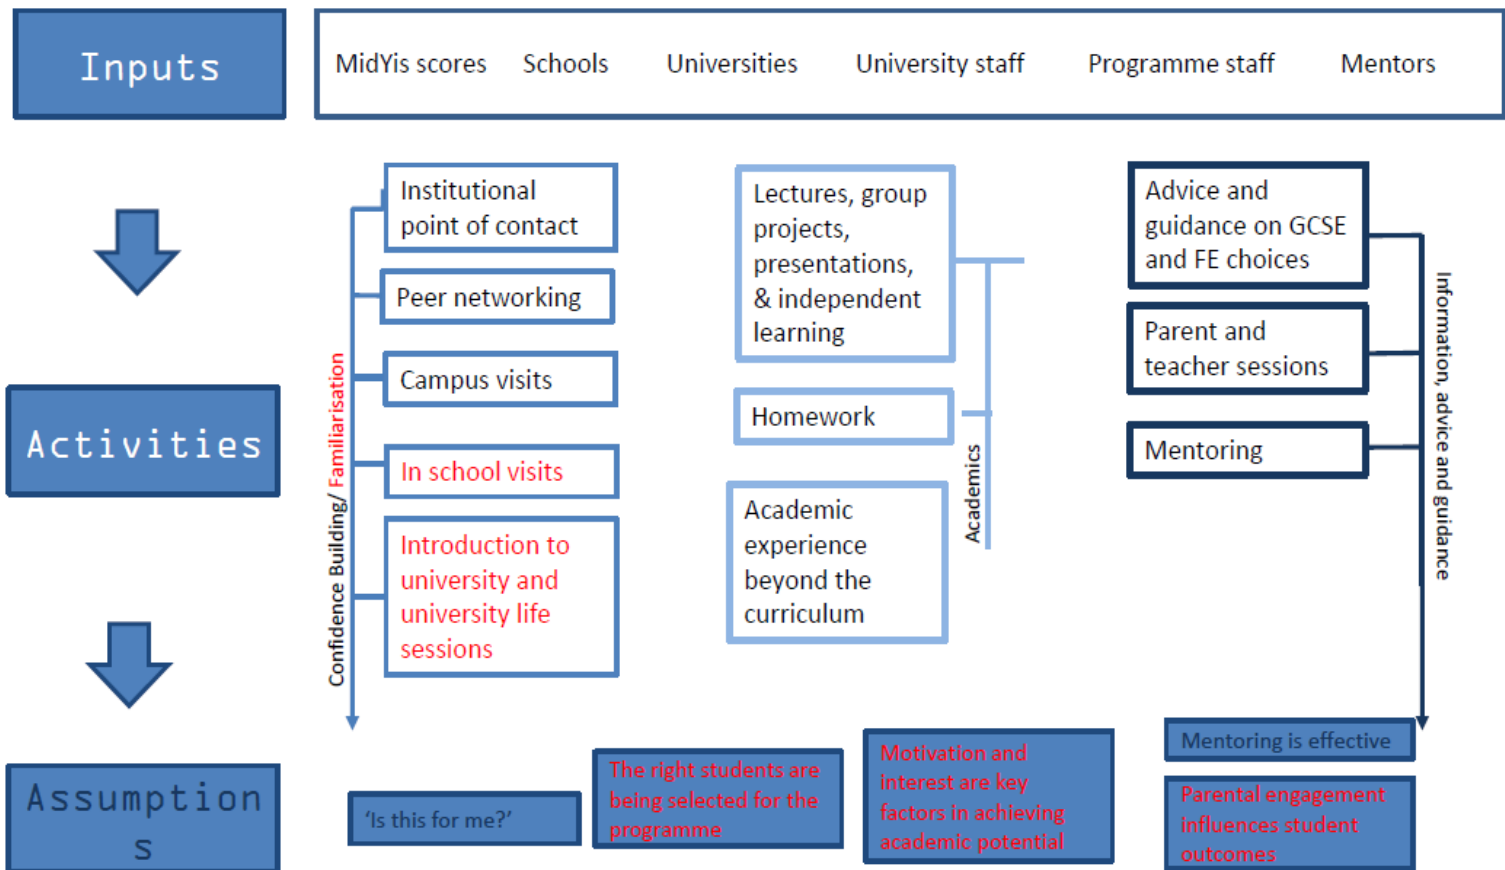 Inputs
MidYis scores Schools Universities University staff Programme staff Mentors
Institutional
point of contact
Peer networking
Campus visits
In school visits
Introduction to
university and
university life
sessions
Confidence Building/ Familiarisation
Lectures, group
projects,
presentations,
& independent
learning
Homework
Academic
experience
beyond the
curriculum
Academics
Advice and
guidance on GCSE
and FE choices
Parent and
teacher sessions
Mentoring
Information, advice and guidance
Activities
Assumption
s
'Is this for me?'
The right students are
being selected for the
programme
Motivation and
interest are key
factors in achieving
academic potential
Mentoring is effective
Parental engagement
influences student
outcomes